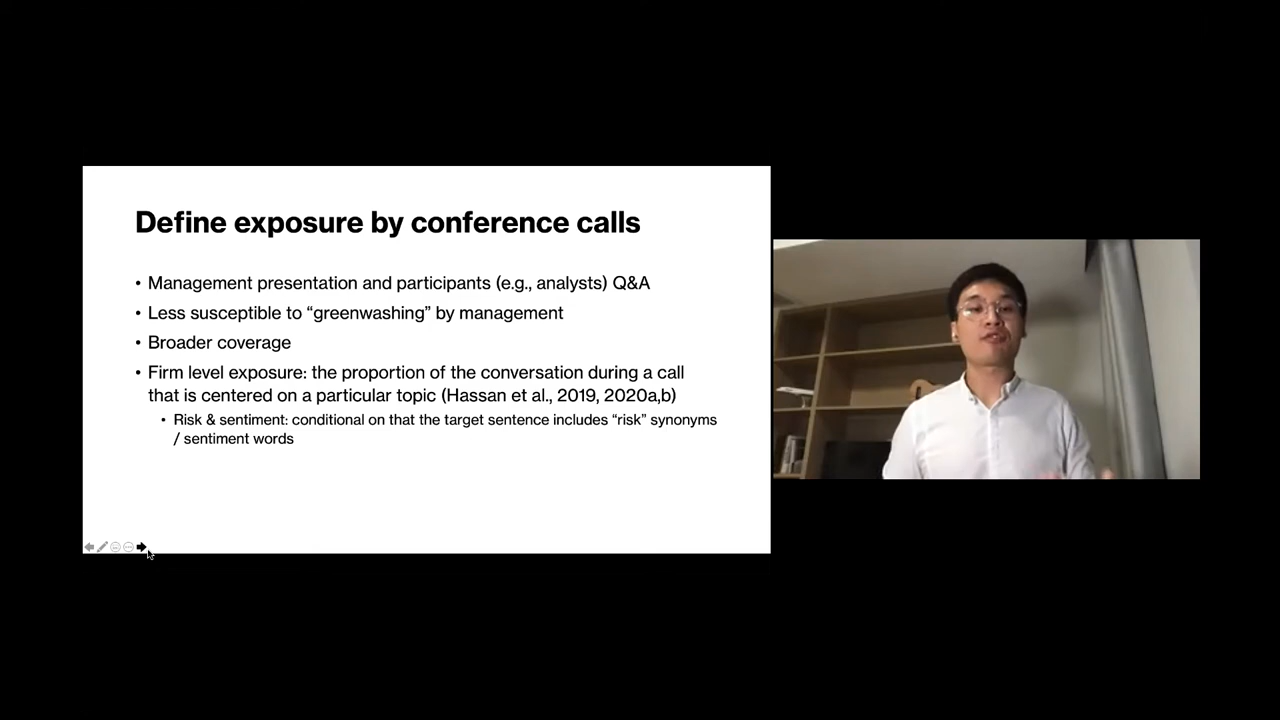 Define exposure by conference calls
• Management presentation and participants (e.g., analysts) Q&A
• Less susceptible to “greenwashing” by management
• Broader coverage
• Firm level exposure: the proportion of the conversation during a call
that is centered on a particular topic (Hassan et al., 2019, 2020a,b)
• Risk & sentiment: conditional on that the target sentence includes “risk” synonyms
/ sentiment words